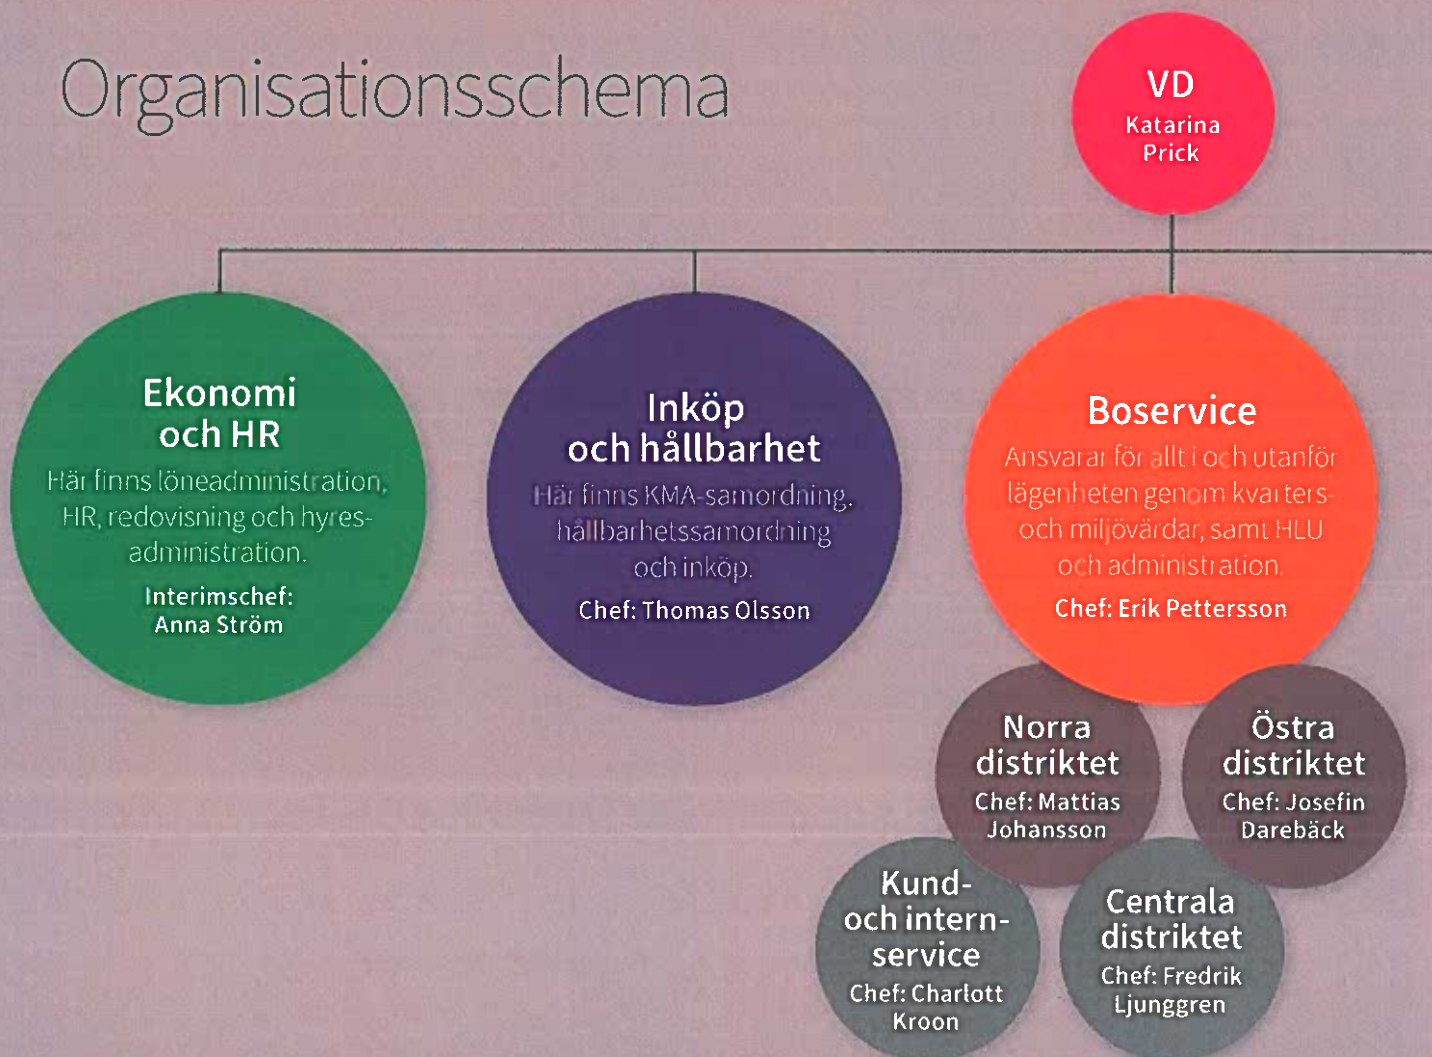 Organisationsschema
VD
Katarina
Prick
Ekonomi
och HR
Här finns löneadministration,
HR, redovisning och hyres-
administration.
Interimschef:
Anna Ström
Inköp
och hållbarhet
Här finns KMA-samordning,
hållbarhetssamordning
och inköp.
Chef: Thomas Olsson
Boservice
Ansvarar för allt i och utanför
lägenheten genom kvarters-
och miljövärdar, samt HLU
och administration.
Chef: Erik Pettersson
Norra
distriktet
Chef: Mattias
Johansson
Östra
distriktet
Chef: Josefin
Darebäck
Kund-
och intern-
service
Chef: Charlott
Kroon
Centrala
distriktet
Chef: Fredrik
Ljunggren